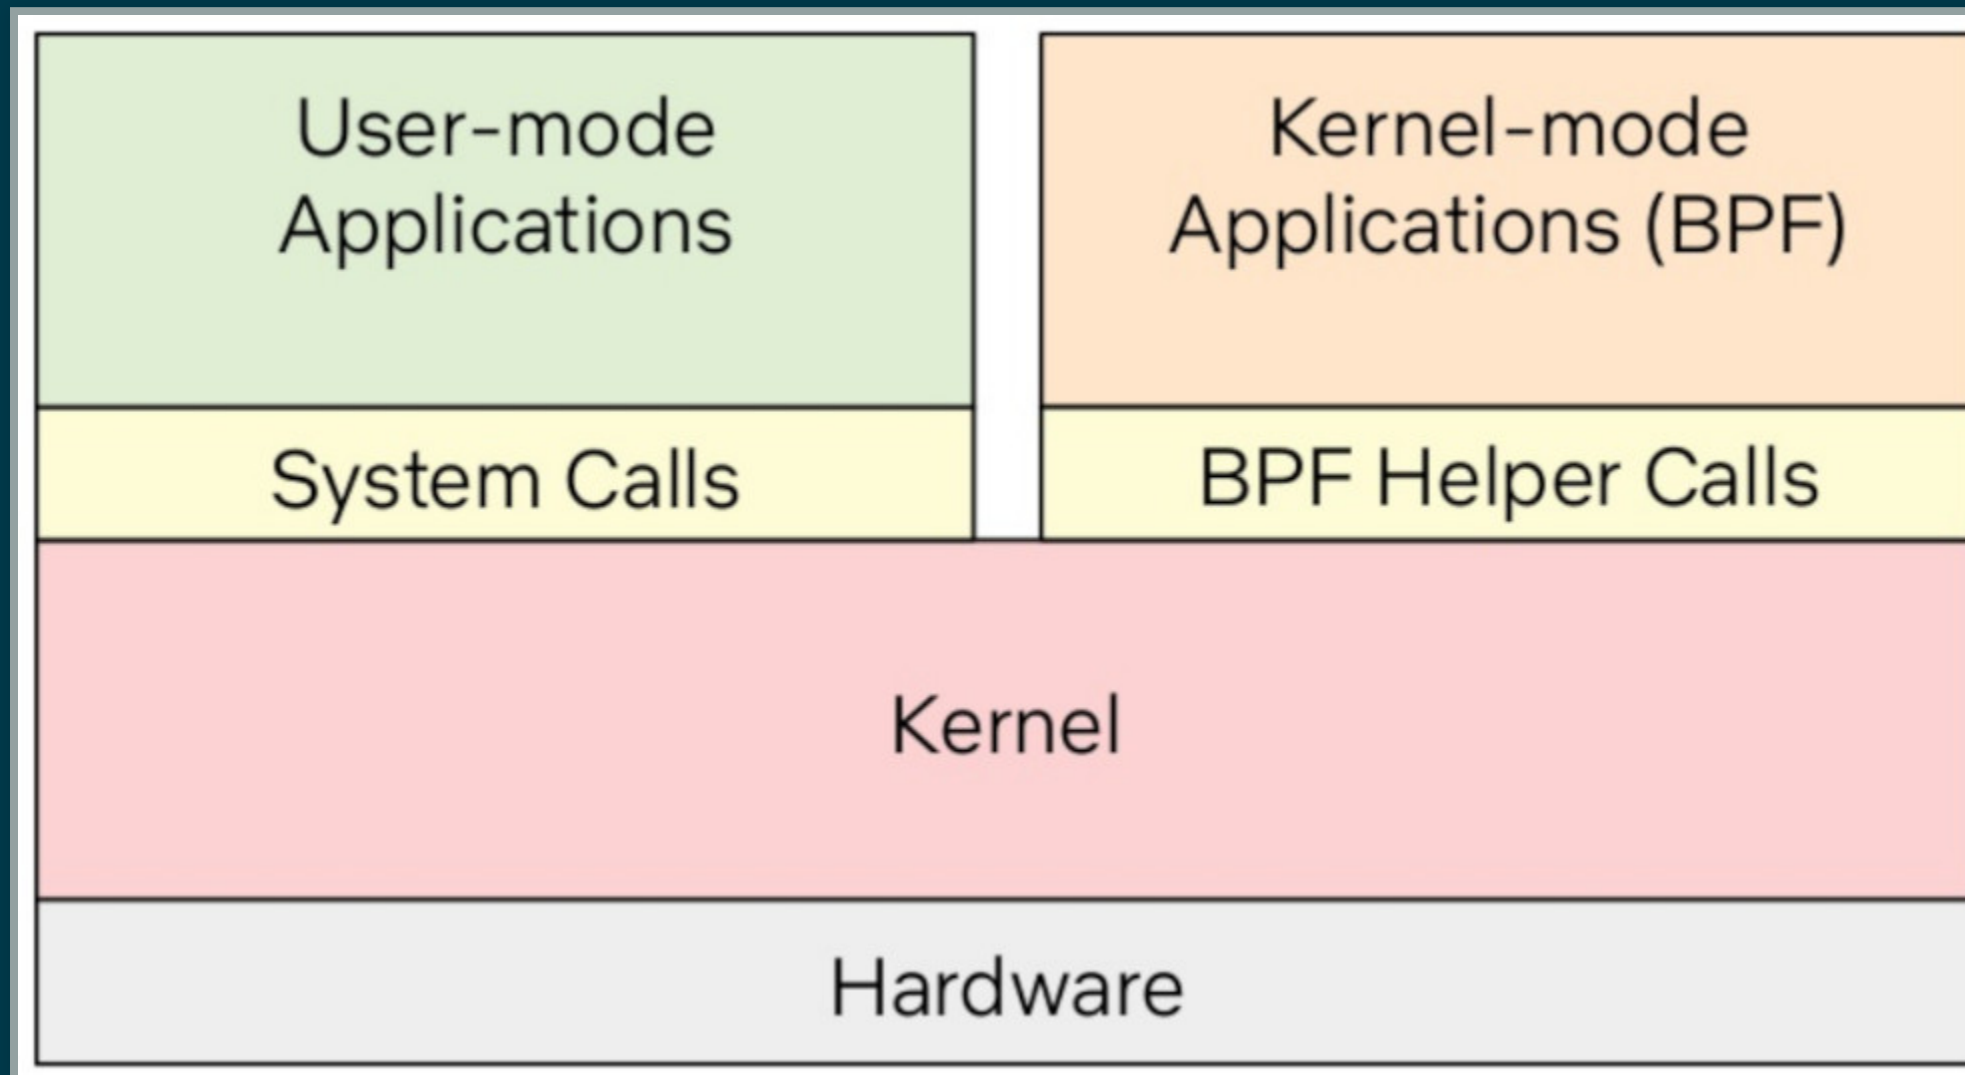 User-mode
Applications
Kernel-mode
Applications (BPF)
System Calls
BPF Helper Calls
Kernel
Hardware